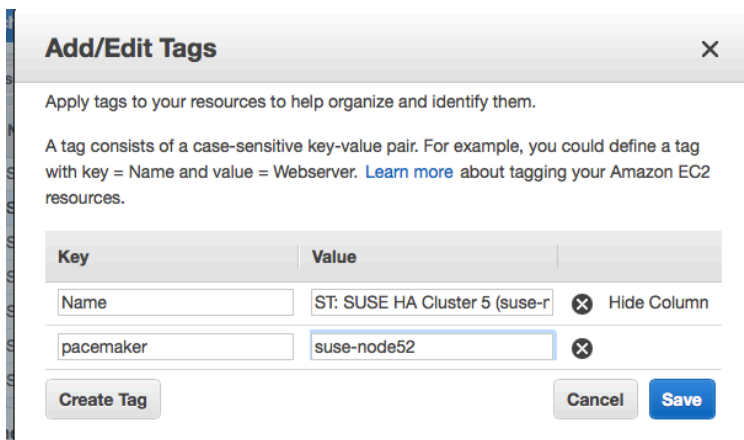 Add/Edit Tags
Apply tags to your resources to help organize and identify them.
A tag consists of a case-sensitive key-value pair. For example, you could define a tag
with key = Name and value = Webserver. Learn more about tagging your Amazon EC2
resources.
Key Value
Name ST: SUSE HA Cluster 5 (suse-r Hide Column
pacemaker suse-node52
Create Tag Cancel Save